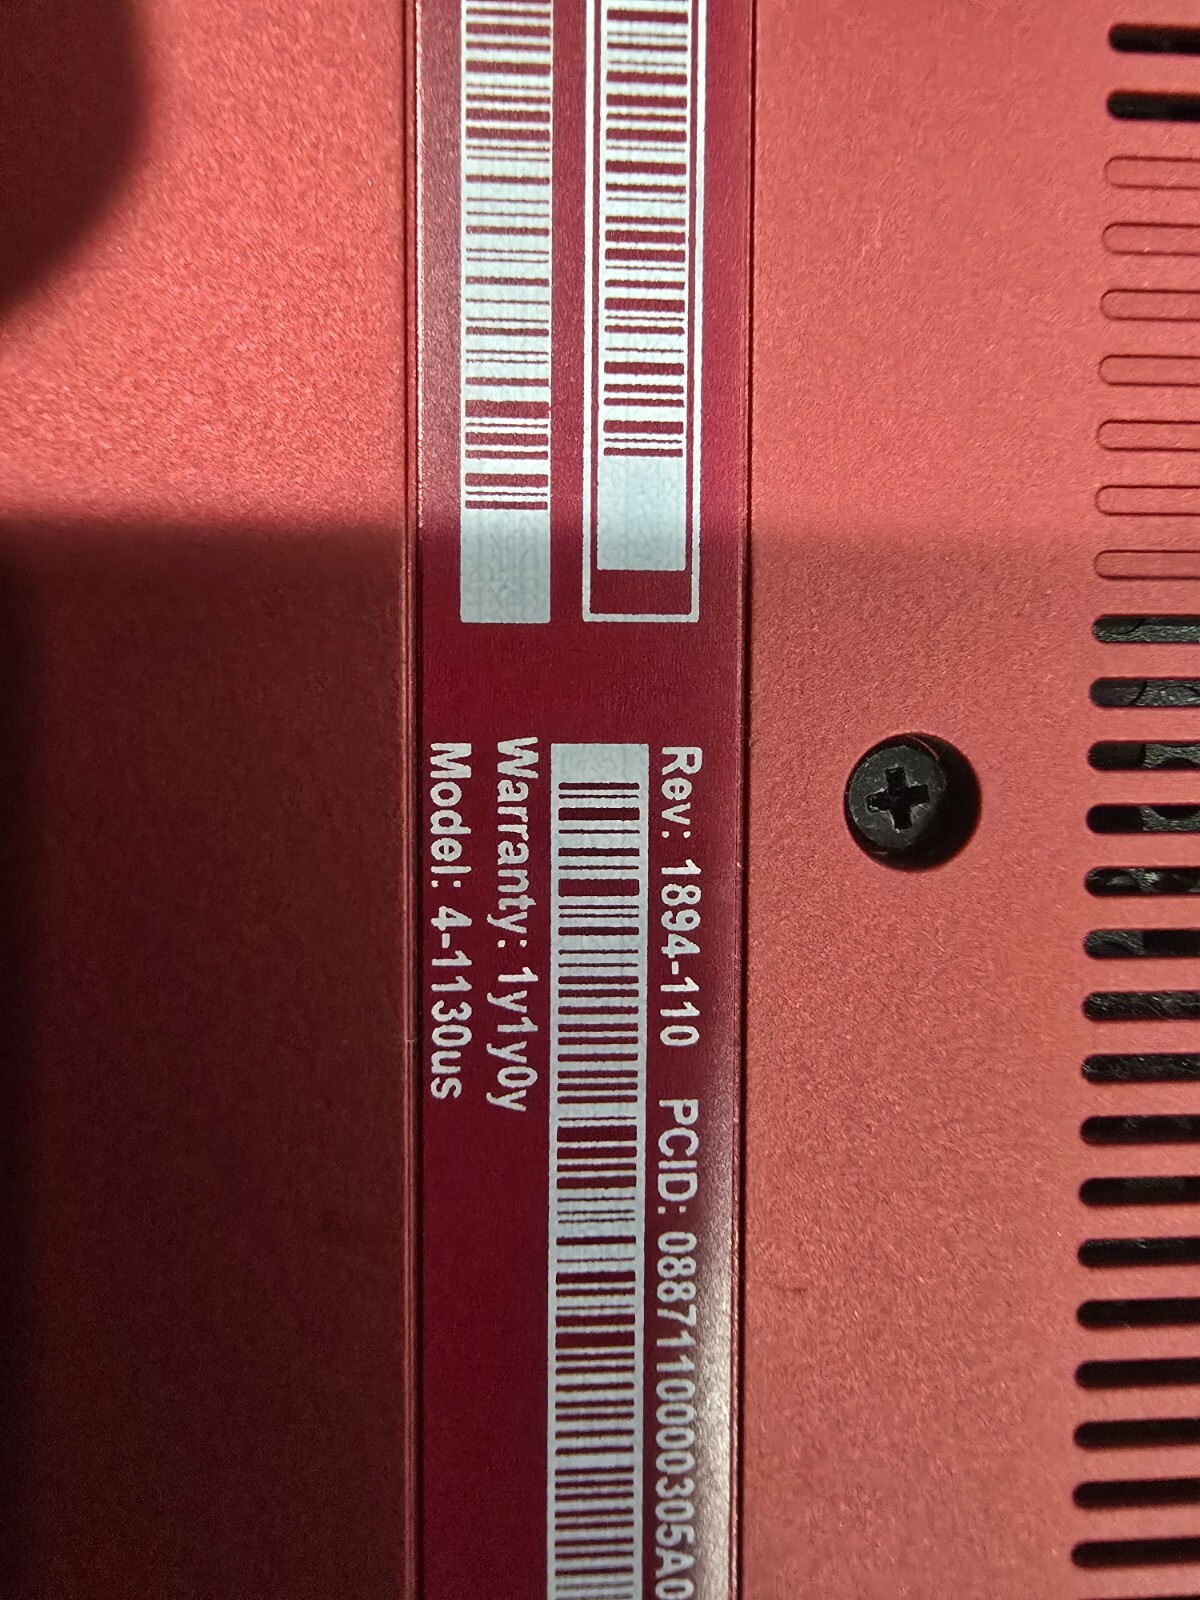 Rev: 1894-110 PCID: 08871100000305A0
Warranty: 1y1y0y
Model: 4-1130us